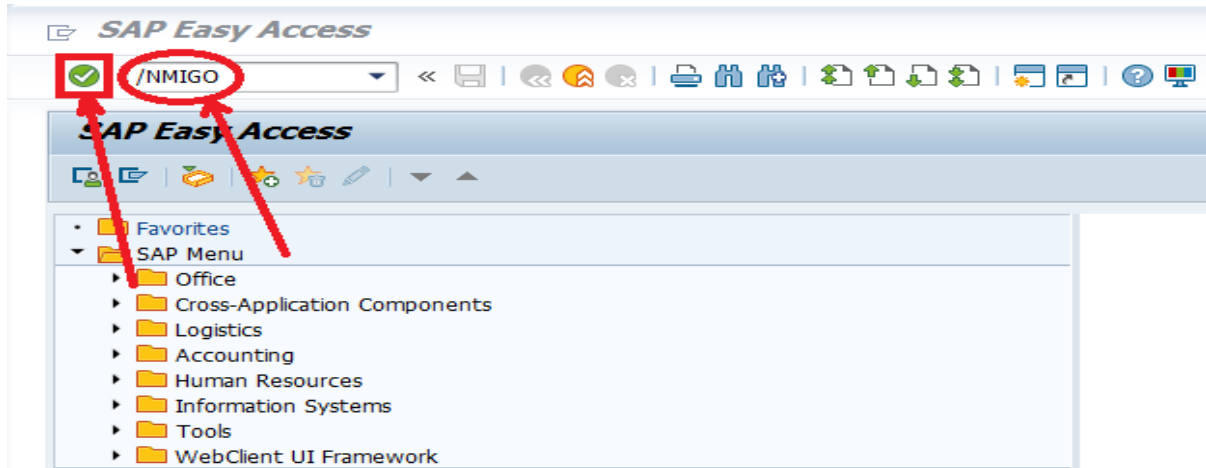 SAP Easy Access
/NMIGO
SAP Easy Access
Favorites
SAP Menu
Office
Cross-Application Components
Logistics
Accounting
Human Resources
Information Systems
Tools
WebClient UI Framework